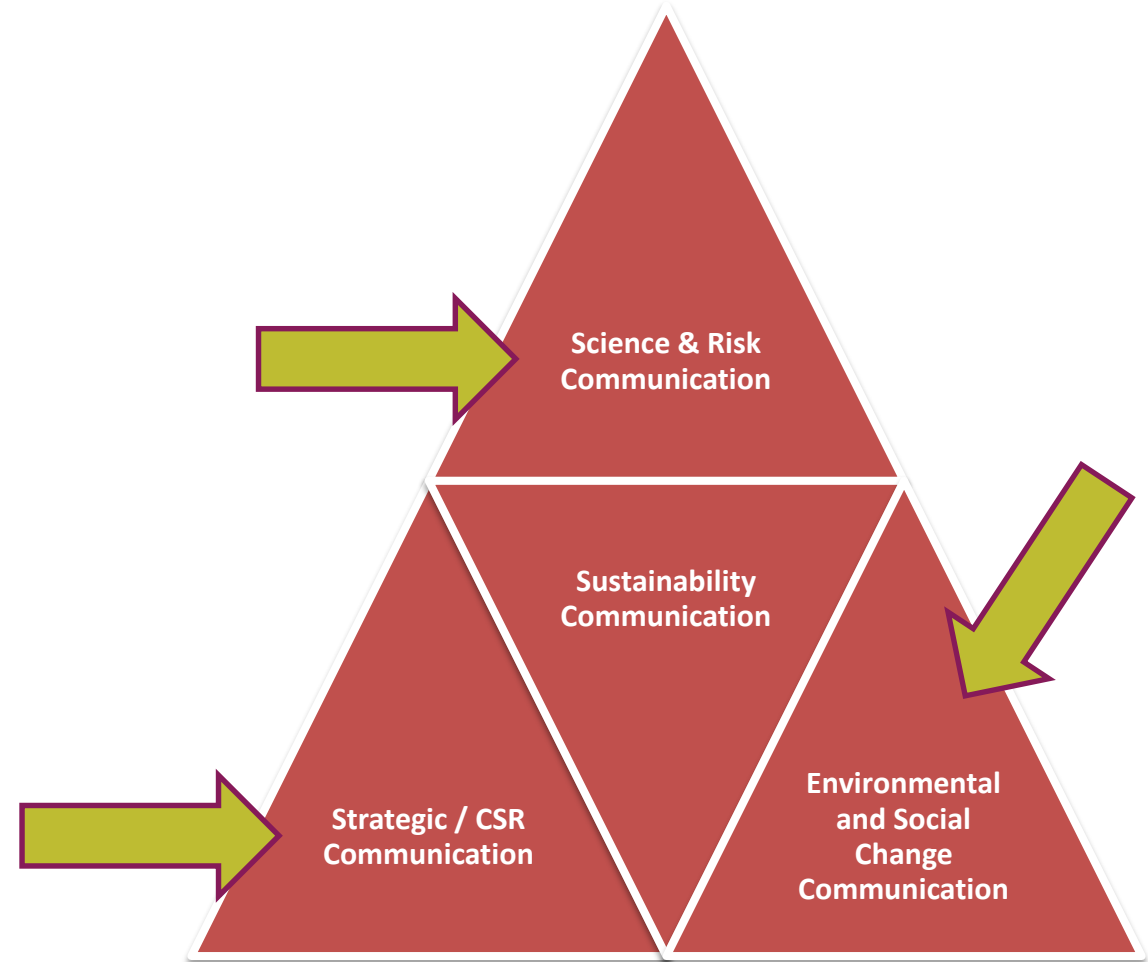 Science & Risk
Communication
Sustainability
Communication
Strategic / CSR
Communication
Environmental
and Social
Change
Communication